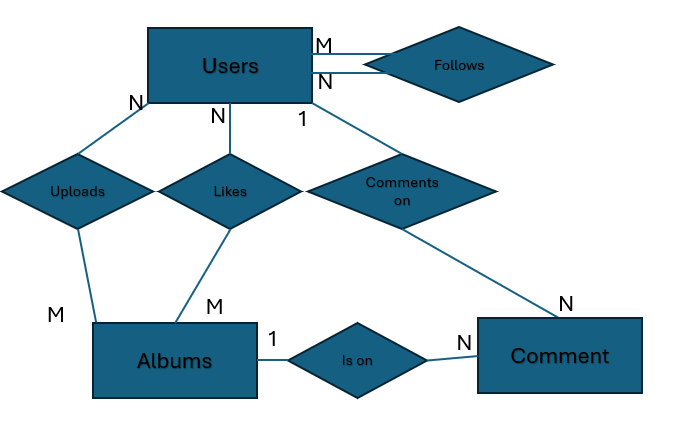 Users
M
N
Follows
N
N
1
Uploads
Likes
Comments
on
M
M
N
Albums
1
Is on
N
Comment